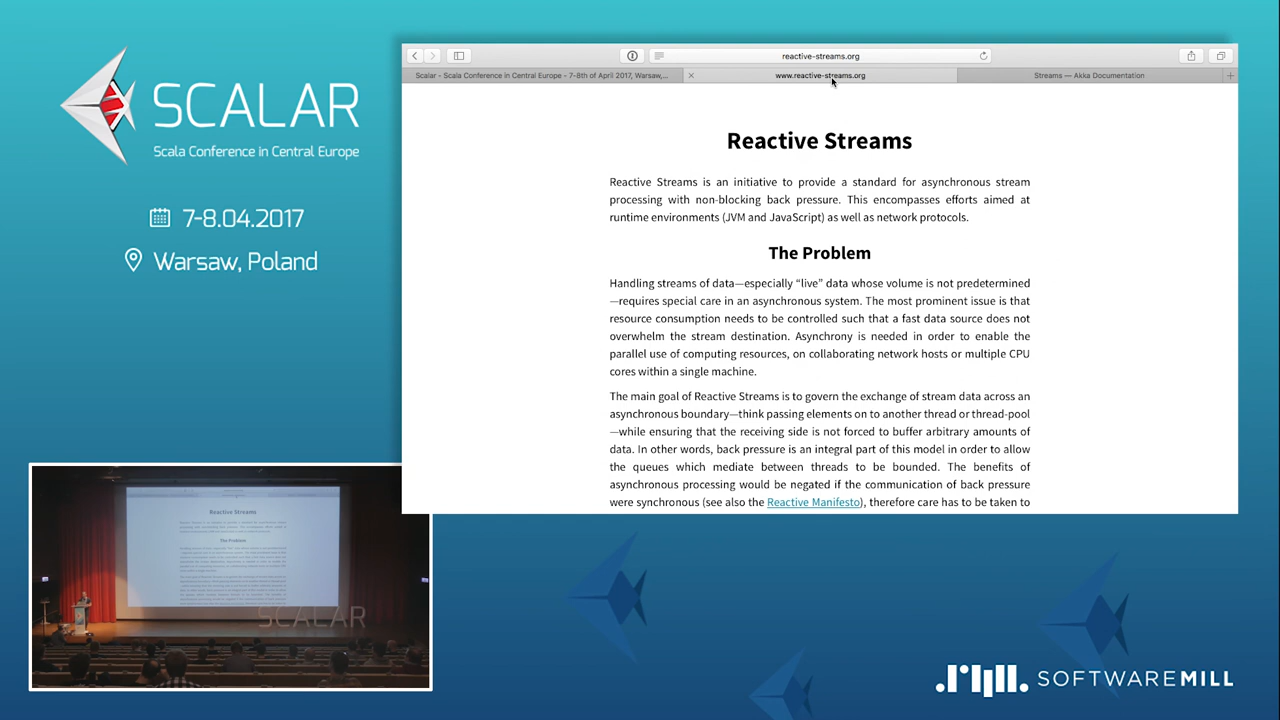 SCALAR
Scala Conference in Central Europe
7-8.04.2017
Warsaw, Poland
reactive-streams.org
Scalar - Scala Conference in Central Europe - 7-8th of April 2017, Warsaw,...
www.reactive-streams.org
Streams — Akka Documentation
Reactive Streams
Reactive Streams is an initiative to provide a standard for asynchronous stream
processing with non-blocking back pressure. This encompasses efforts aimed at
runtime environments (JVM and JavaScript) as well as network protocols.
The Problem
Handling streams of data—especially “live” data whose volume is not predetermined
—requires special care in an asynchronous system. The most prominent issue is that
resource consumption needs to be controlled such that a fast data source does not
overwhelm the stream destination. Asynchrony is needed in order to enable the
parallel use of computing resources, on collaborating network hosts or multiple CPU
cores within a single machine.
The main goal of Reactive Streams is to govern the exchange of stream data across an
asynchronous boundary—think passing elements on to another thread or thread-pool
—while ensuring that the receiving side is not forced to buffer arbitrary amounts of
data. In other words, back pressure is an integral part of this model in order to allow
the queues which mediate between threads to be bounded. The benefits of
asynchronous processing would be negated if the communication of back pressure
were synchronous (see also the Reactive Manifesto), therefore care has to be taken to
Reactive Streams
The Problem
SCALAR
SOFTWAREMILL